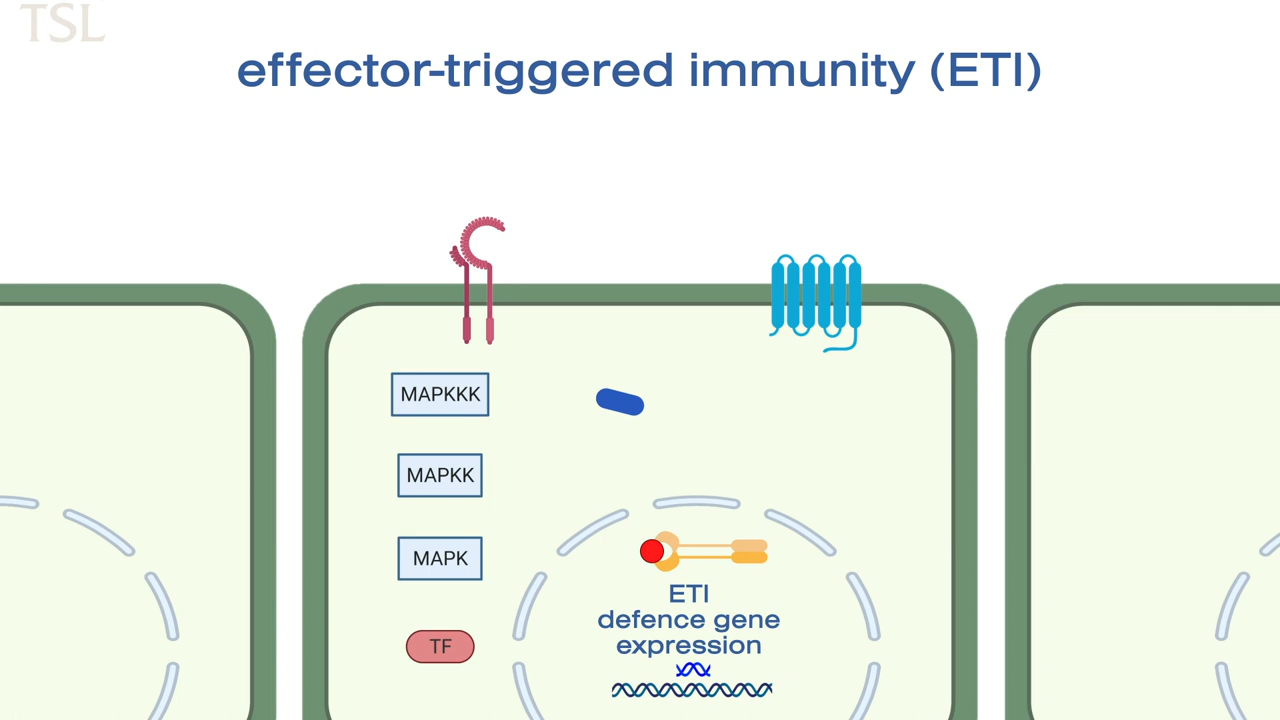 TSL
effector-triggered immunity (ETI)
MAPKKK
MAPKK
MAPK
TF
ETI
defence gene
expression